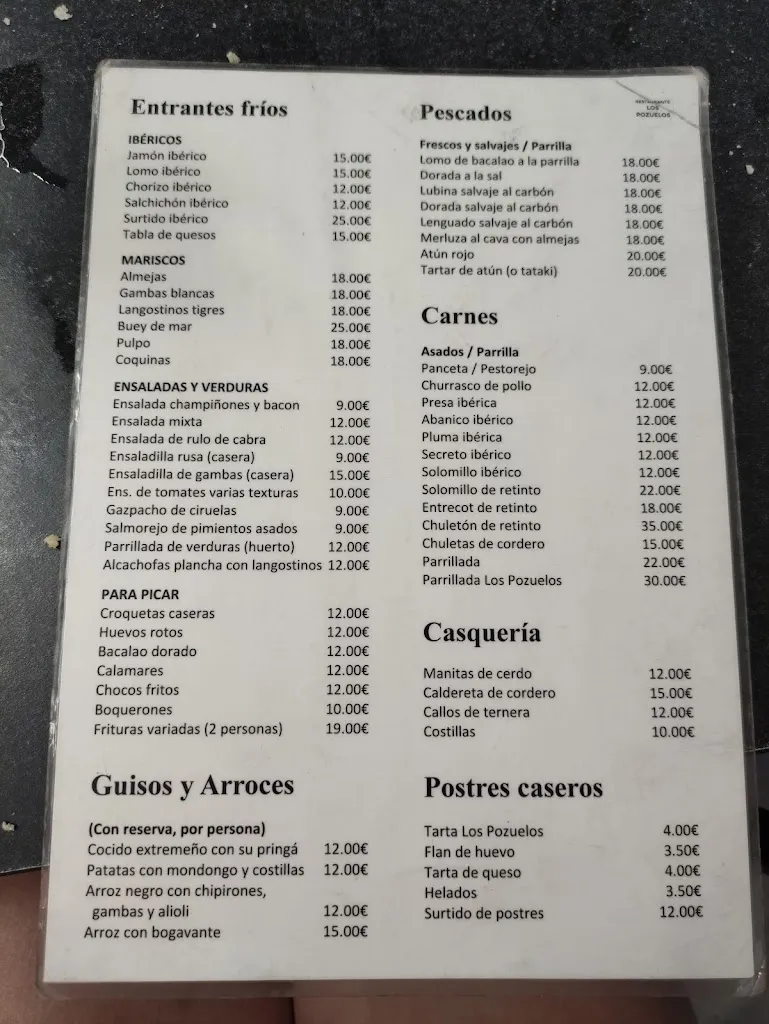 Entrantes fríos
IBÉRICOS
Jamón ibérico 15.00€
Lomo ibérico 15.00€
Chorizo ibérico 12.00€
Salchichón ibérico 12.00€
Surtido ibérico 25.00€
Tabla de quesos 15.00€
MARISCOS
Almejas 18.00€
Gambas blancas 18.00€
Langostinos tigres 18.00€
Buey de mar 25.00€
Pulpo 18.00€
Coquinas 18.00€
ENSALADAS Y VERDURAS
Ensalada champiñones y bacon 9.00€
Ensalada mixta 12.00€
Ensalada de rulo de cabra 12.00€
Ensaladilla rusa (casera) 9.00€
Ensaladilla de gambas (casera) 15.00€
Ens. de tomates varias texturas 10.00€
Gazpacho de ciruelas 9.00€
Salmorejo de pimientos asados 9.00€
Parrillada de verduras (huerto) 12.00€
Alcachofas plancha con langostinos 12.00€
PARA PICAR
Croquetas caseras 12.00€
Huevos rotos 12.00€
Bacalao dorado 12.00€
Calamares 12.00€
Chocos fritos 12.00€
Boquerones 10.00€
Frituras variadas (2 personas) 19.00€
Guisos y Arroces
(Con reserva, por persona)
Cocido extremeño con su pringá 12.00€
Patatas con mondongo y costillas 12.00€
Arroz negro con chipirones,
gambas y alioli 12.00€
Arroz con bogavante 15.00€
RESTAURANTE
LOS
POZUELOS
Pescados
Frescos y salvajes / Parrilla
Lomo de bacalao a la parrilla 18.00€
Dorada a la sal 18.00€
Lubina salvaje al carbón 18.00€
Dorada salvaje al carbón 18.00€
Lenguado salvaje al carbón 18.00€
Merluza al cava con almejas 18.00€
Atún rojo 20.00€
Tartar de atún (o tataki) 20.00€
Carnes
Asados / Parrilla
Panceta / Pestorejo 9.00€
Churrasco de pollo 12.00€
Presa ibérica 12.00€
Abanico ibérico 12.00€
Pluma ibérica 12.00€
Secreto ibérico 12.00€
Solomillo ibérico 12.00€
Solomillo de retinto 22.00€
Entrecot de retinto 18.00€
Chuletón de retinto 35.00€
Chuletas de cordero 15.00€
Parrillada 22.00€
Parrillada Los Pozuelos 30.00€
Casquería
Manitas de cerdo 12.00€
Caldereta de cordero 15.00€
Callos de ternera 12.00€
Costillas 10.00€
Postres caseros
Tarta Los Pozuelos 4.00€
Flan de huevo 3.50€
Tarta de queso 4.00€
Helados 3.50€
Surtido de postres 12.00€